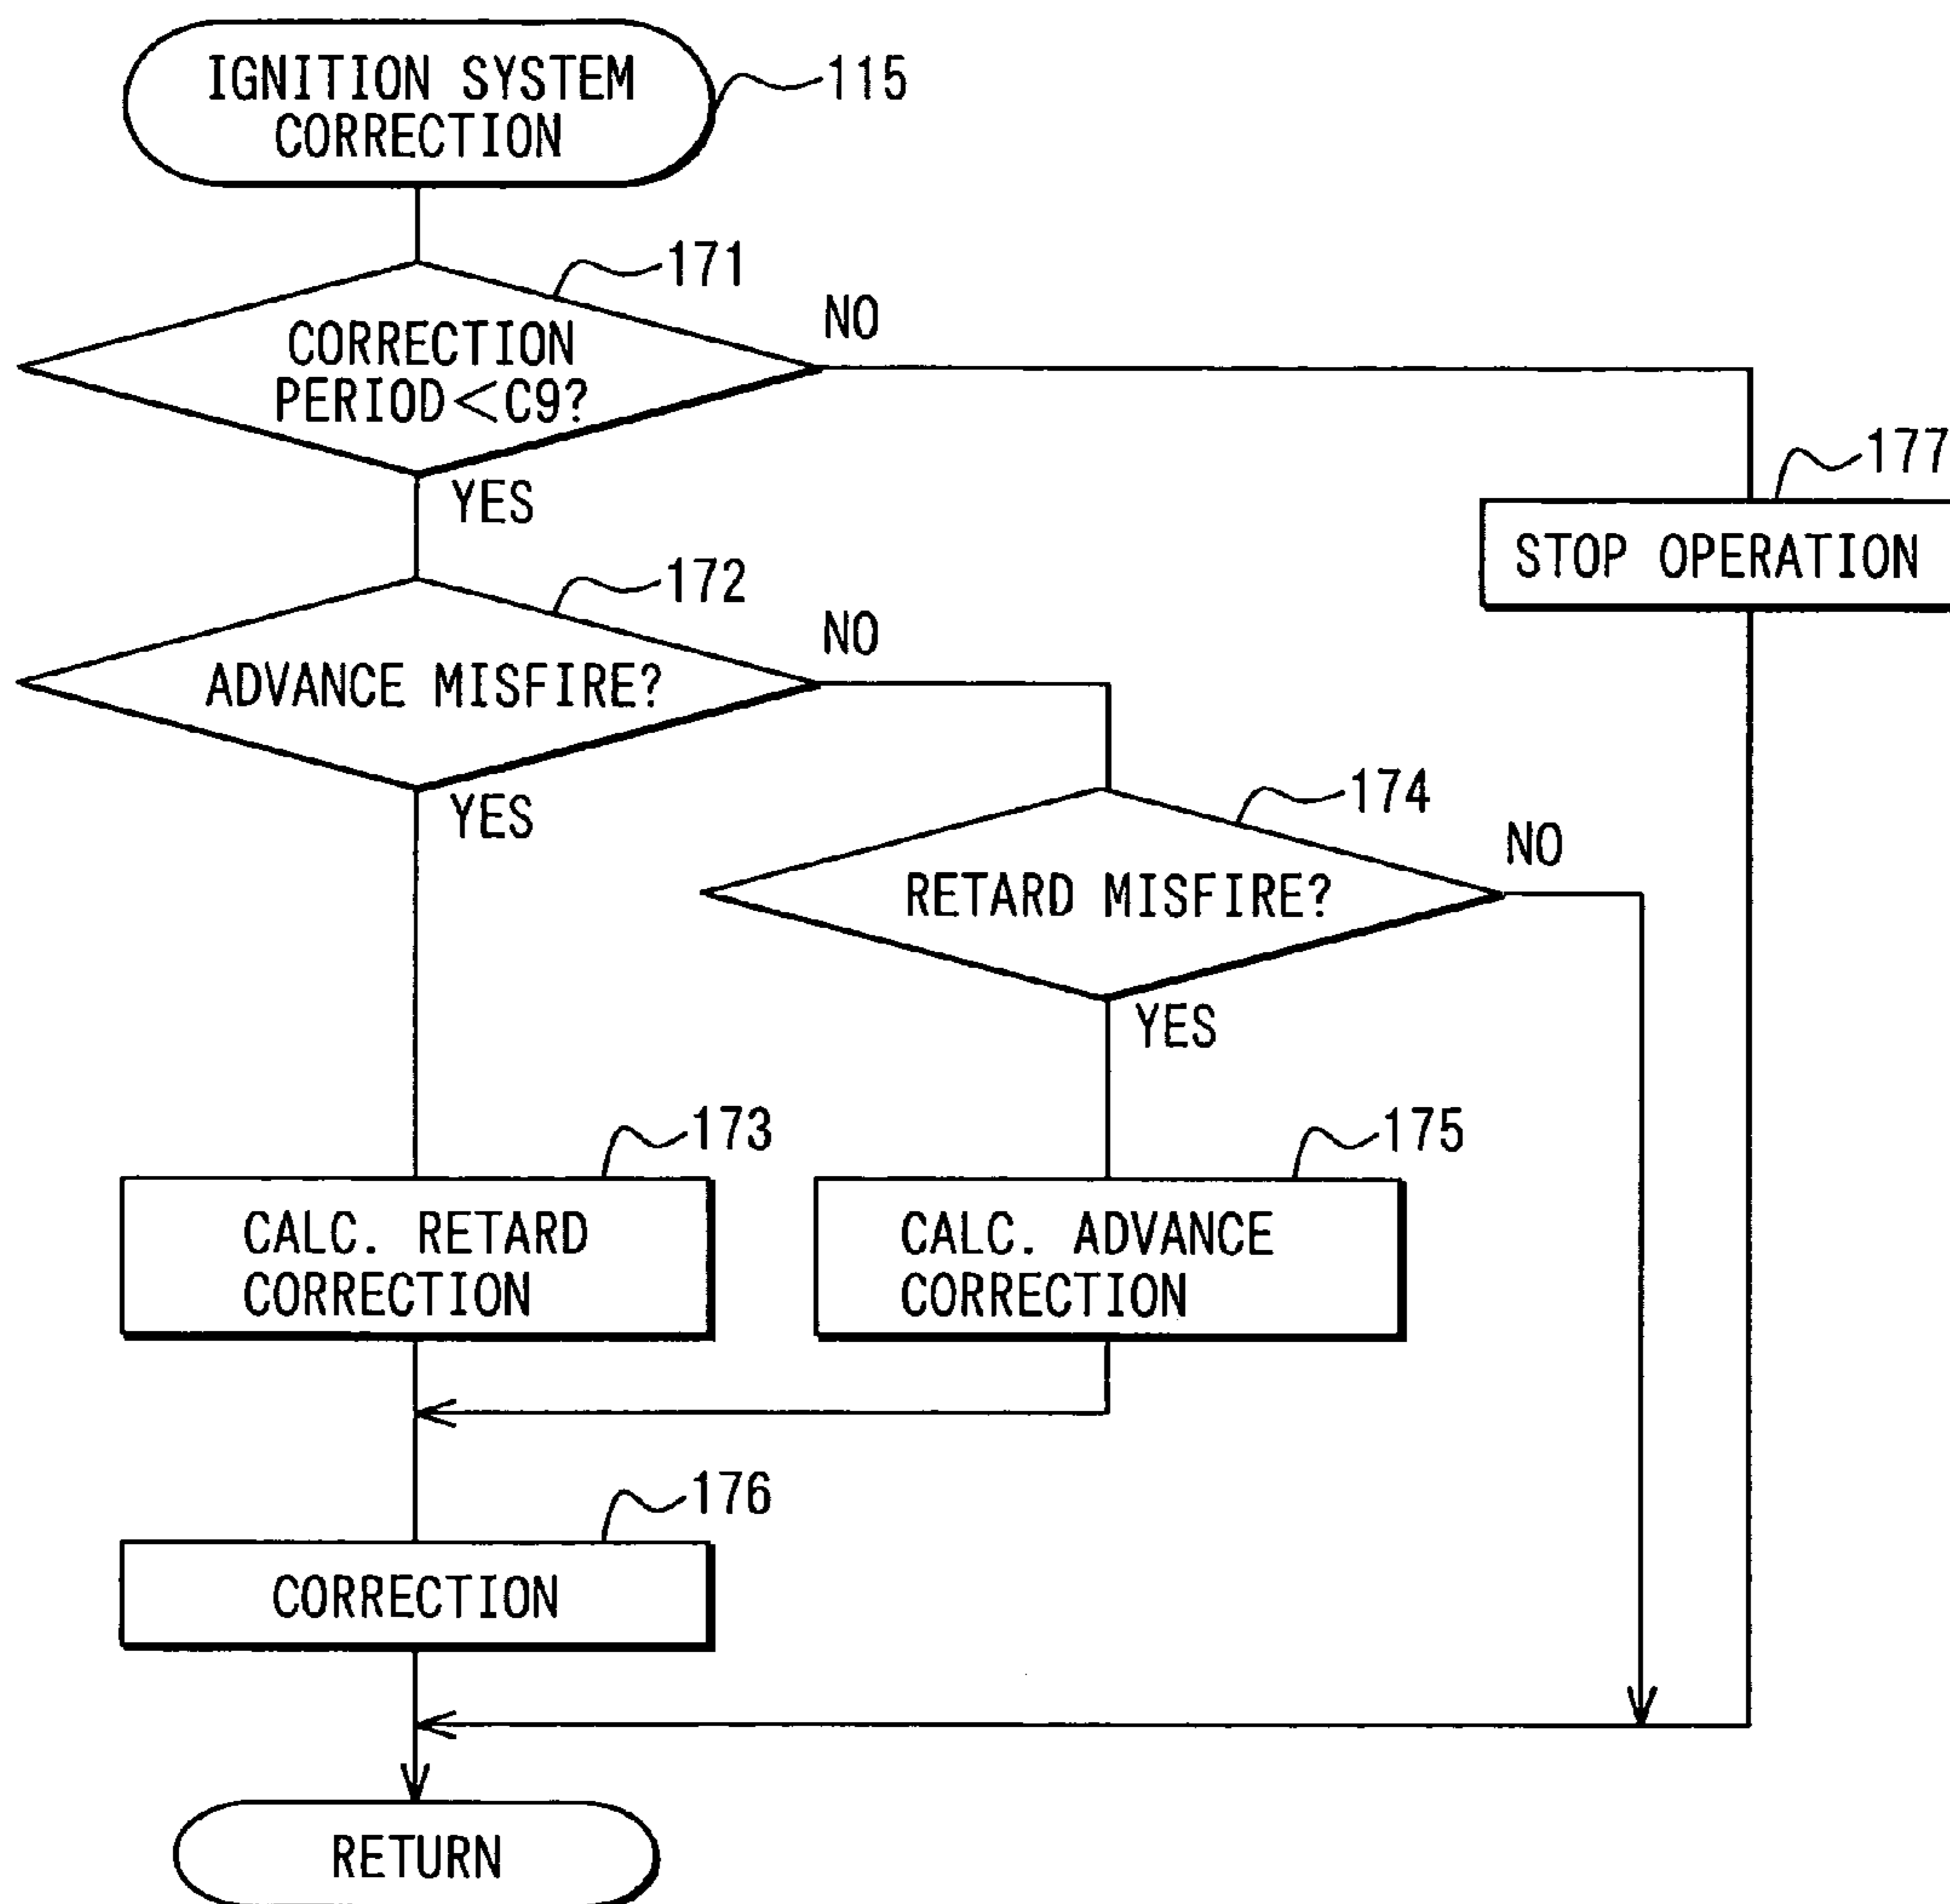 IGNITION SYSTEM
CORRECTION
115
171
CORRECTION
PERIOD<C9?
NO
YES
177
STOP OPERATION
172
ADVANCE MISFIRE?
NO
YES
174
RETARD MISFIRE?
NO
YES
173
CALC. RETARD
CORRECTION
175
CALC. ADVANCE
CORRECTION
176
CORRECTION
RETURN